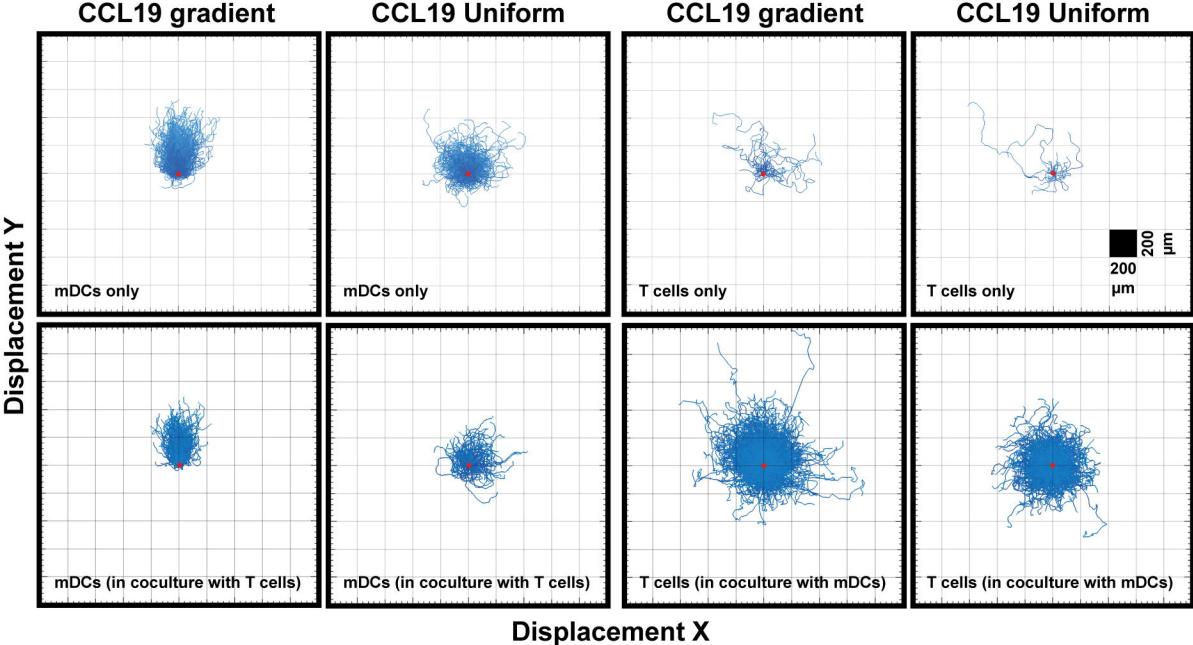 CCL19 gradient
CCL19 Uniform
CCL19 gradient
CCL19 Uniform
Displacement Y
mDCs only
mDCs only
T cells only
T cells only
200
µm
200
µm
mDCs (in coculture with T cells)
mDCs (in coculture with T cells)
T cells (in coculture with mDCs)
T cells (in coculture with mDCs)
Displacement X